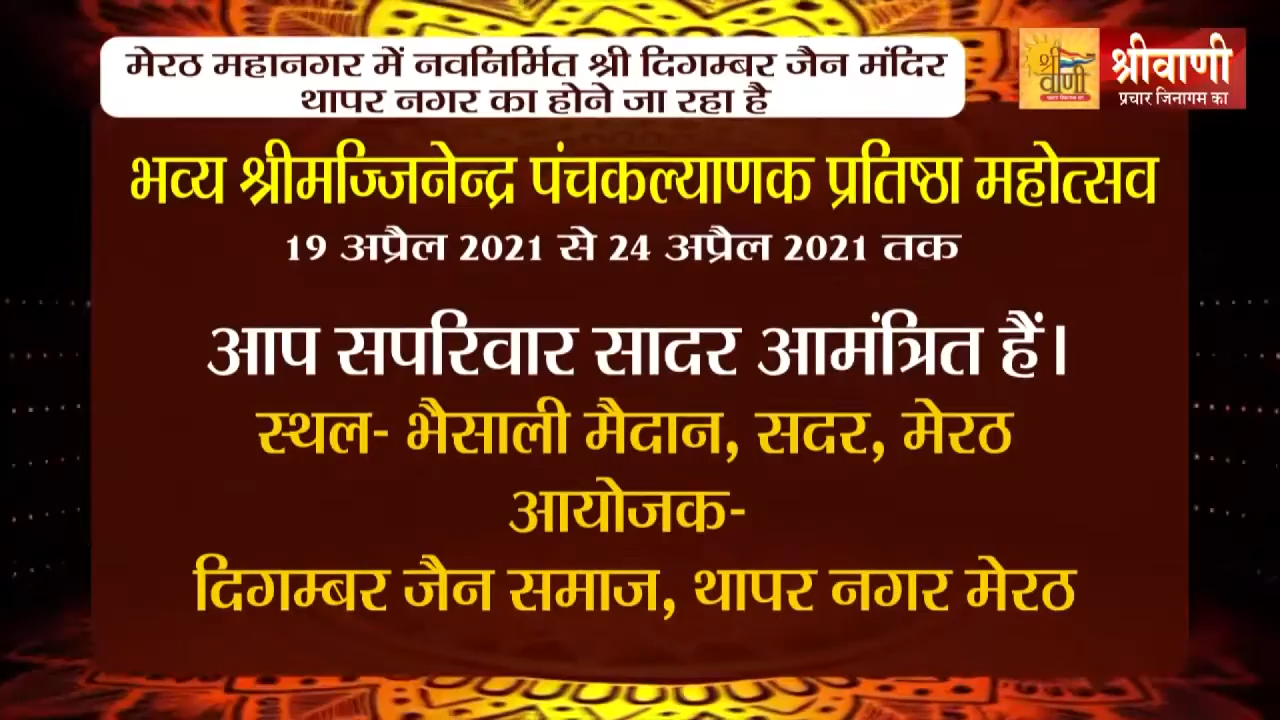 मेरठ महानगर में नवनिर्मित श्री दिगम्बर जैन मंदिर
थापर नगर का होने जा रहा है
श्री
वाणी
श्रीवाणी
प्रचार जिनागम का
भव्य श्रीमज्जिनेन्द्र पंचकल्याणक प्रतिष्ठा महोत्सव
19 अप्रैल 2021 से 24 अप्रैल 2021 तक
आप सपरिवार सादर आमंत्रित हैं।
स्थल- भैसाली मैदान, सदर, मेरठ
आयोजक-
दिगम्बर जैन समाज, थापर नगर मेरठ